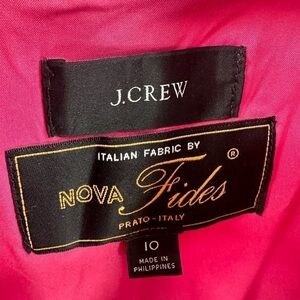 J.CREW
ITALIAN FABRIC BY
NOVA Fides ®
PRATO - ITALY
10
MADE IN
PHILIPPINES